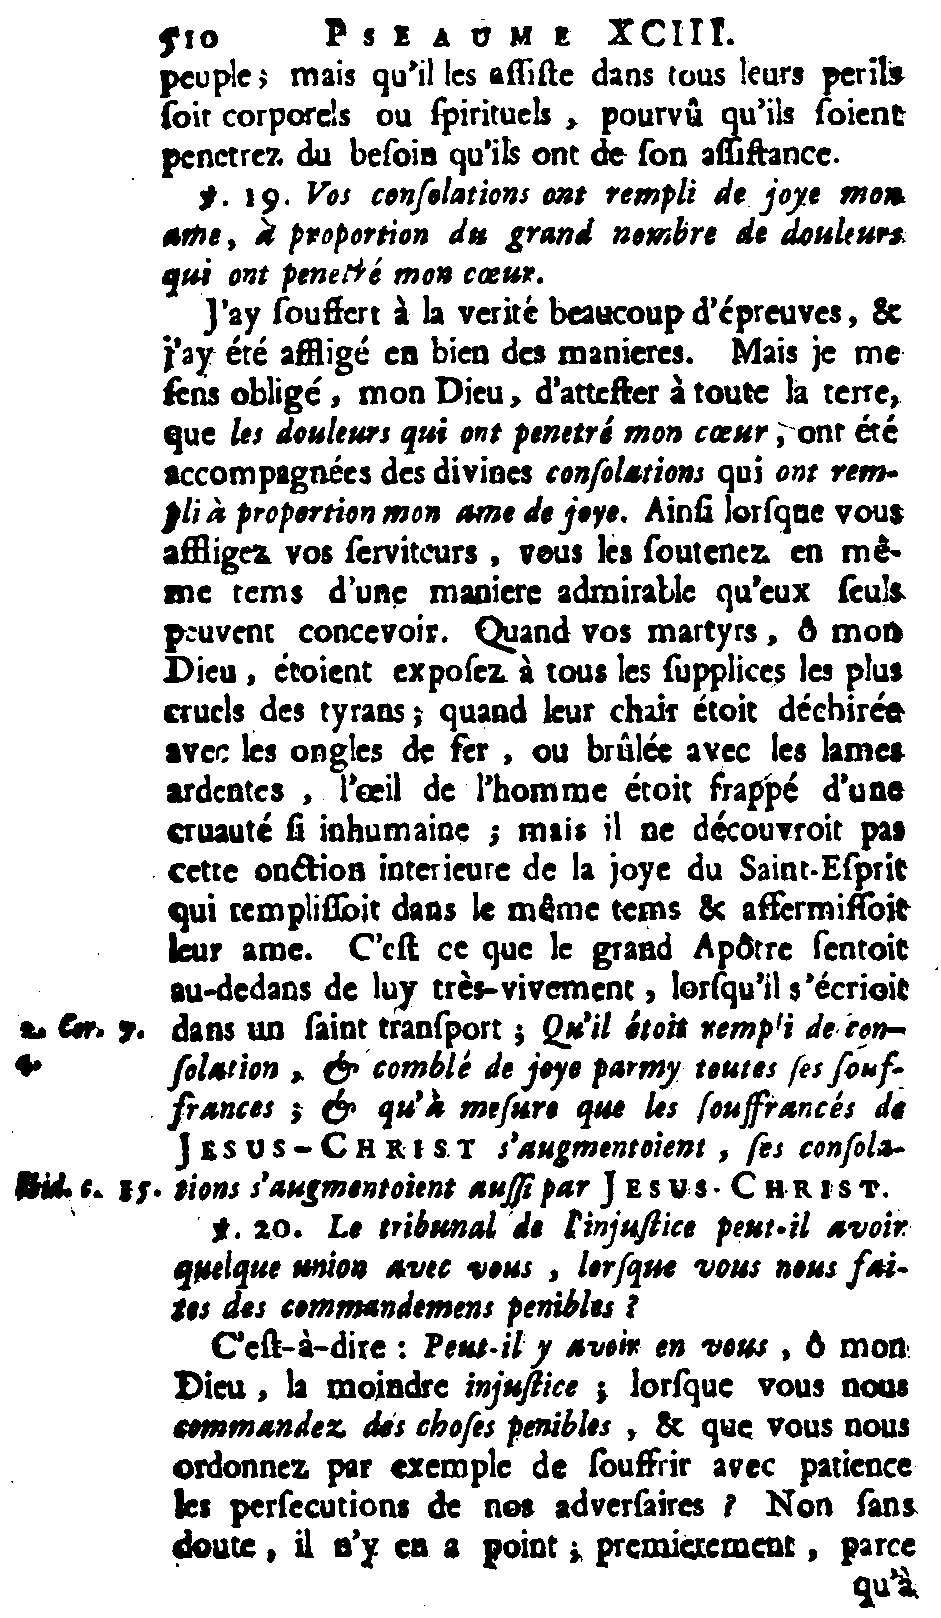 510 PSEAUME XCIII.
peuple; mais qu'il les aſſiſte dans tous leurs perils
ſoit corporels ou ſpirituels, pourvû qu'ils ſoient
penetrez du beſoin qu'ils ont de ſon aſſiſtance.
℣. 19. Vos conſolations ont rempli de joye mon
ame, à proportion du grand nombre de douleurs
qui ont penetré mon cœur.
J'ay ſouffert à la verité beaucoup d'épreuves, &
j'ay été affligé en bien des manieres. Mais je me
ſens obligé, mon Dieu, d'atteſter à toute la terre,
que les douleurs qui ont penetré mon cœur, ont été
accompagnées des divines conſolations qui ont rem-
pli à proportion mon ame de joye. Ainſi lorſque vous
affligez vos ſerviteurs, vous les ſoutenez en mê-
me tems d'une maniere admirable qu'eux ſeuls
peuvent concevoir. Quand vos martyrs, ô mon
Dieu, étoient expoſez à tous les ſupplices les plus
cruels des tyrans; quand leur chair étoit déchirée
avec les ongles de fer, ou brûlée avec les lames
ardentes, l'œil de l'homme étoit frappé d'une
cruauté ſi inhumaine; mais il ne découvroit pas
cette onction interieure de la joye du Saint-Eſprit
qui rempliſſoit dans le même tems & affermiſſoit
leur ame. C'eſt ce que le grand Apôtre ſentoit
au-dedans de luy très-vivement, lorſqu'il s'écrioit
2. Cor. 7. dans un ſaint tranſport; Qu'il étoit rempli de con-
4. ſolation, & comblé de joye parmy toutes ſes ſouf-
frances; & qu'à meſure que les ſouffrancés de
JESUS-CHRIST s'augmentoient, ſes conſola-
Ibid. c. 15. tions s'augmentoient auſſi par JESUS-CHRIST.
℣. 20. Le tribunal de l'injuſtice peut-il avoir
quelque union avec vous, lorſque vous nous fai-
tes des commandemens penibles?
C'eſt-à-dire: Peut-il y avoir en vous, ô mon
Dieu, la moindre injuſtice; lorſque vous nous
commandez des choſes penibles, & que vous nous
ordonnez par exemple de ſouffrir avec patience
les perſecutions de nos adverſaires? Non ſans
doute, il n'y en a point; premierement, parce
qu'à